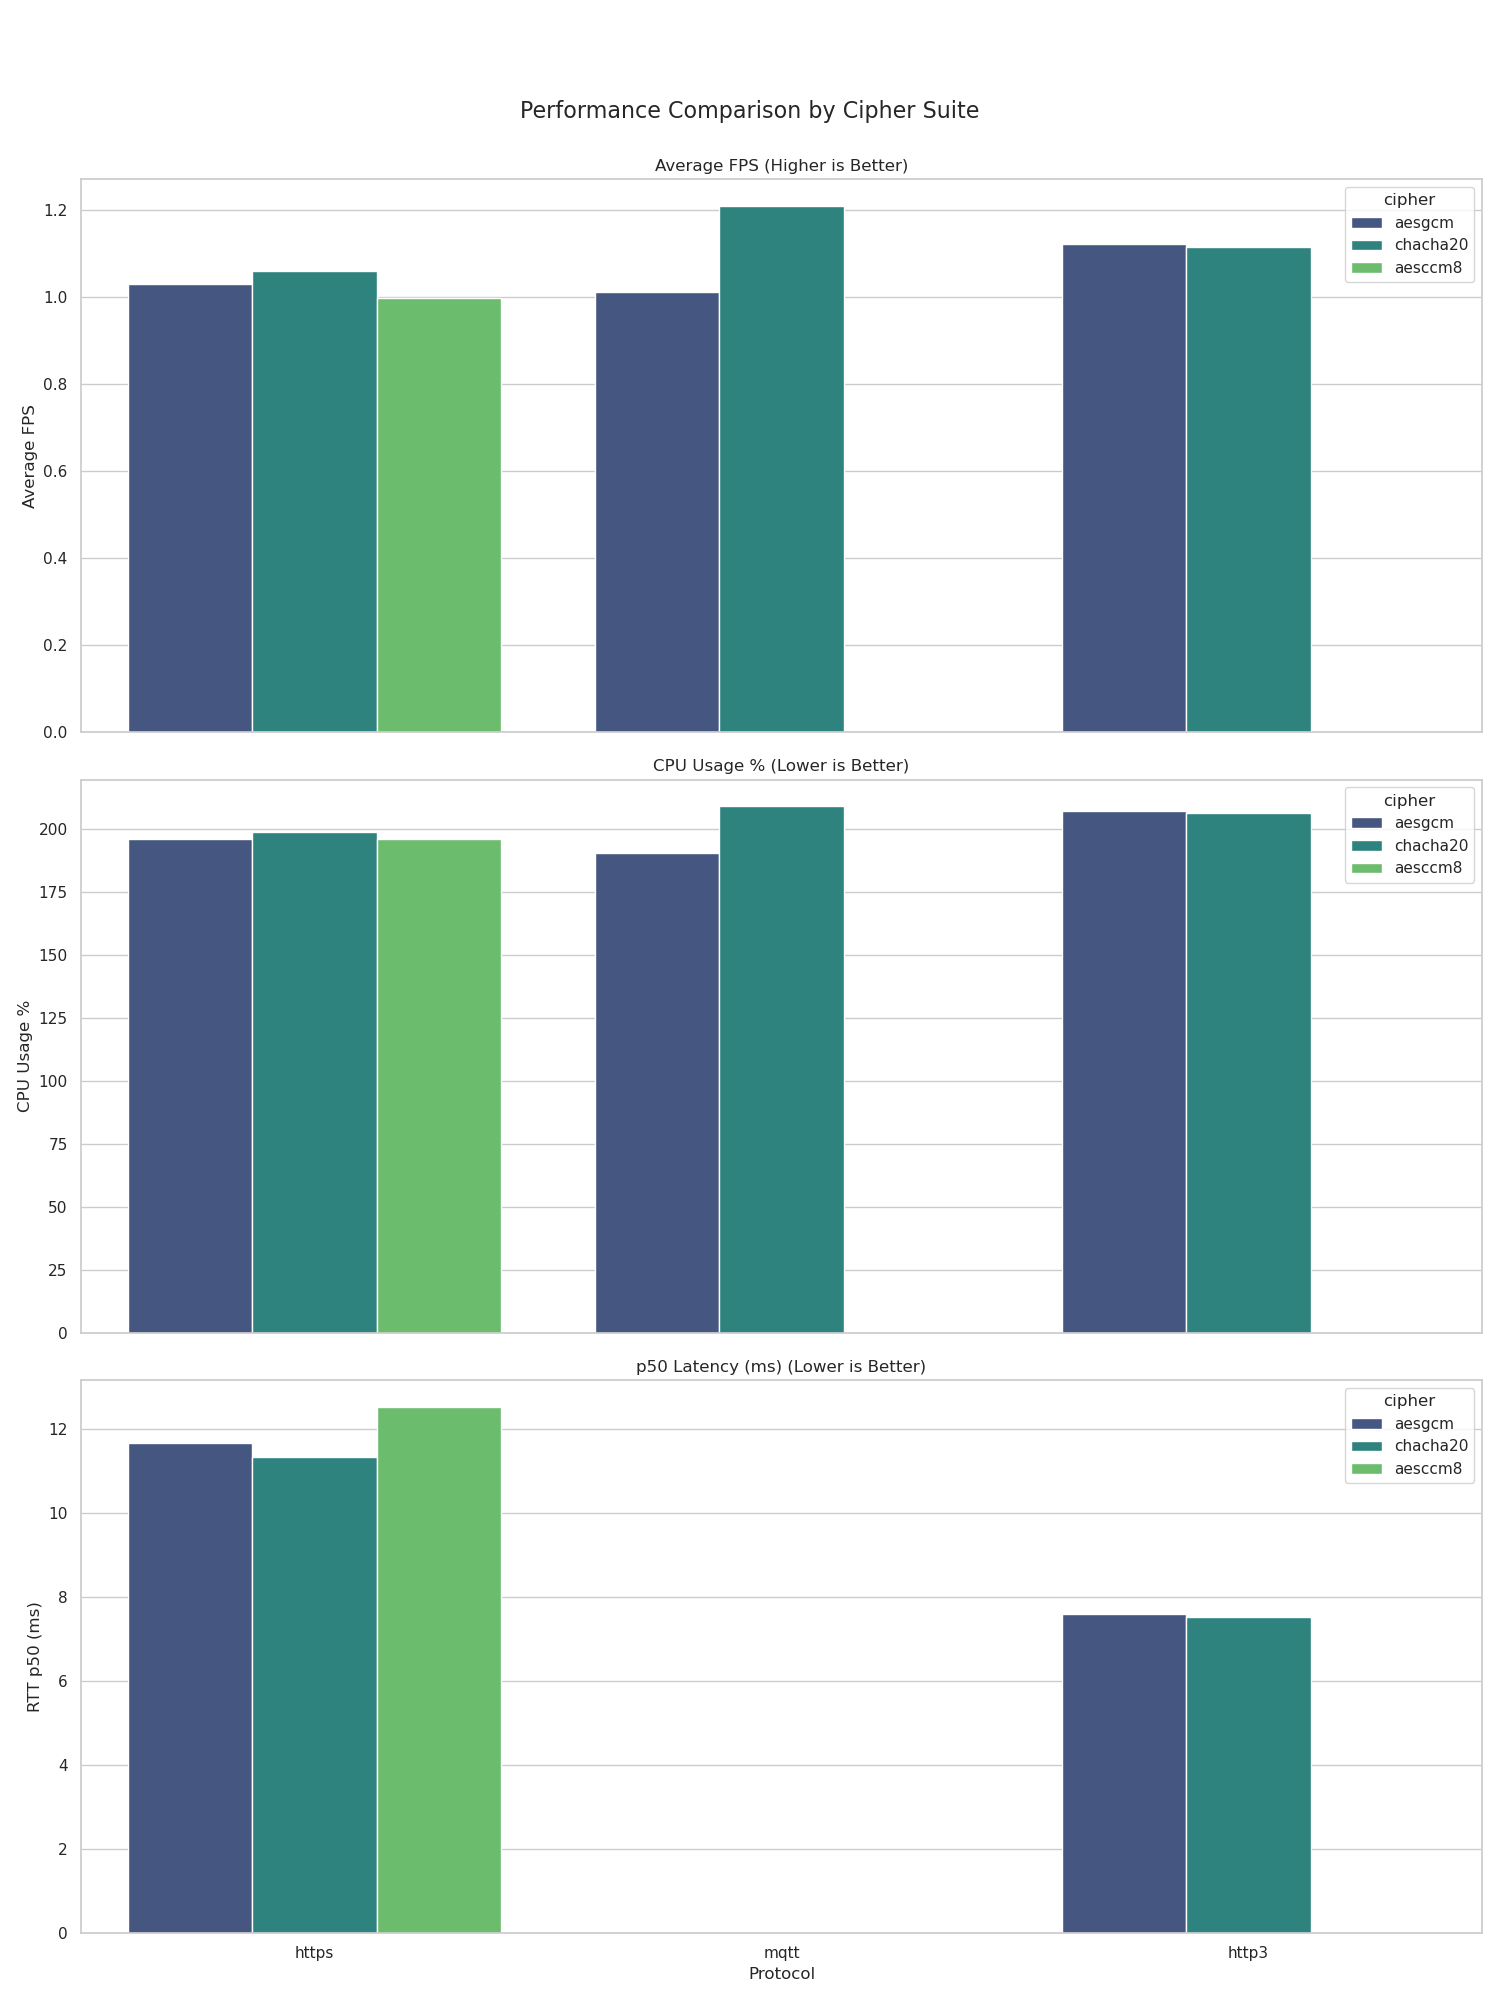 Performance Comparison by Cipher Suite
Average FPS (Higher is Better)
Average FPS
1.2
1.0
0.8
0.6
0.4
0.2
0.0
cipher
aesgcm
chacha20
aesccm8
CPU Usage % (Lower is Better)
CPU Usage %
200
175
150
125
100
75
50
25
0
cipher
aesgcm
chacha20
aesccm8
p50 Latency (ms) (Lower is Better)
RTT p50 (ms)
12
10
8
6
4
2
0
cipher
aesgcm
chacha20
aesccm8
https mqtt http3
Protocol